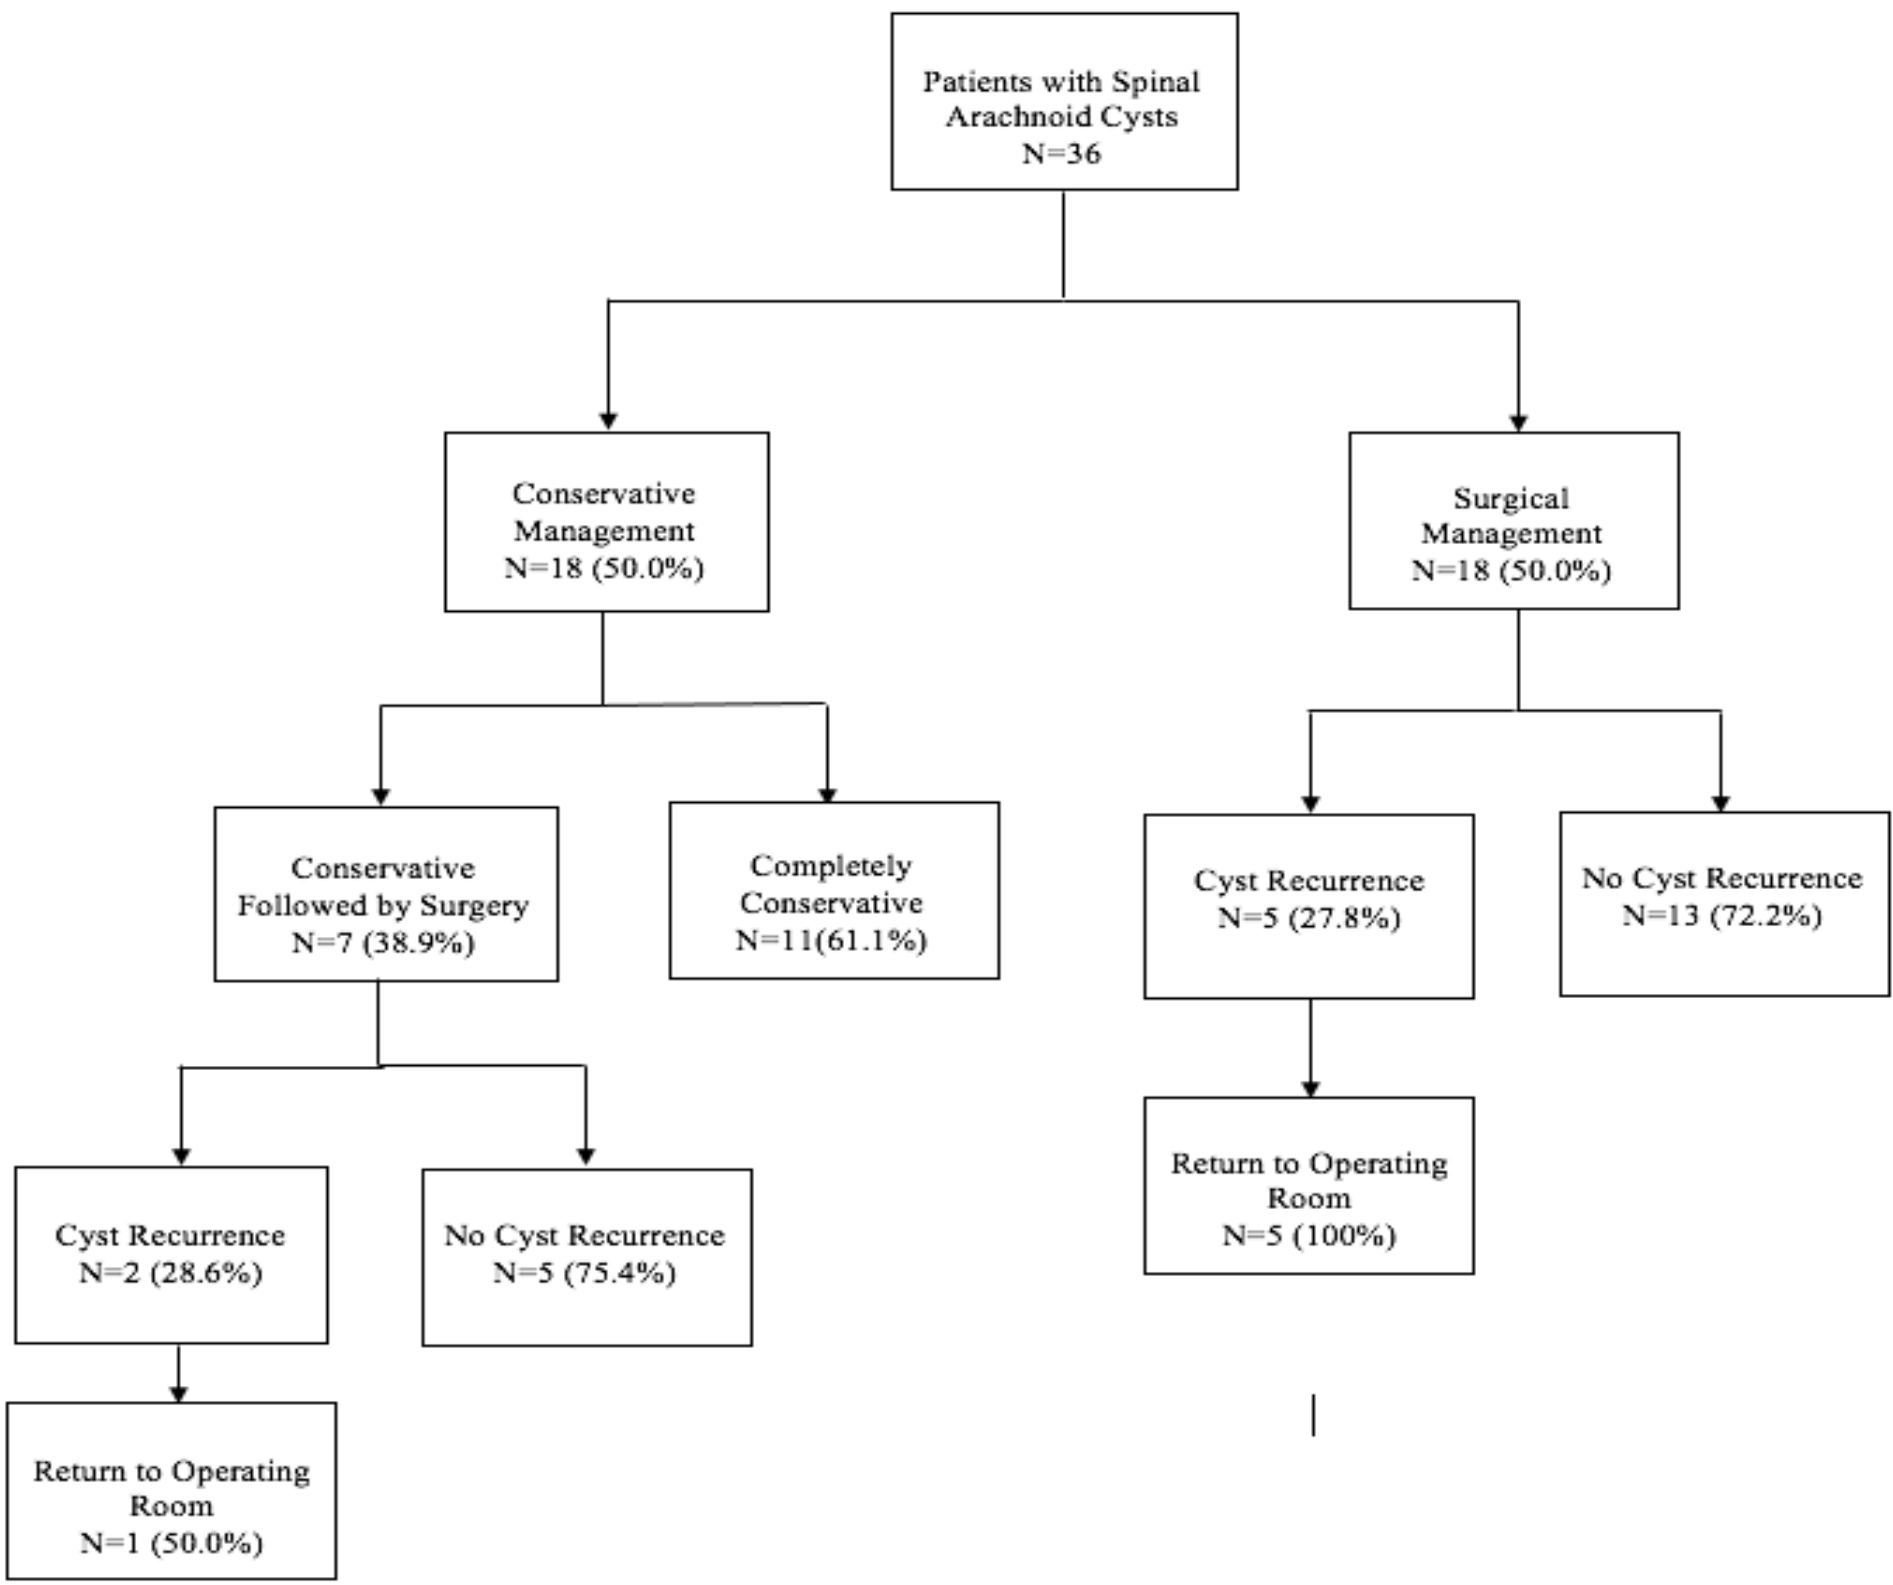 Patients with Spinal
Arachnoid Cysts
N=36
Conservative
Management
N=18 (50.0%)
Surgical
Management
N=18 (50.0%)
Conservative
Followed by Surgery
N=7 (38.9%)
Completely
Conservative
N=11(61.1%)
Cyst Recurrence
N=5 (27.8%)
No Cyst Recurrence
N=13 (72.2%)
Cyst Recurrence
N=2 (28.6%)
No Cyst Recurrence
N=5 (75.4%)
Return to Operating
Room
N=5 (100%)
Return to Operating
Room
N=1 (50.0%)